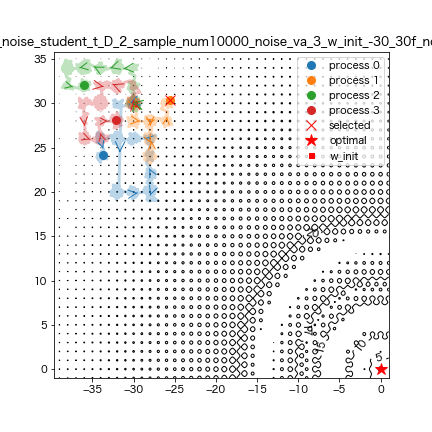 _noise_student_t_D_2_sample_num10000_noise_va_3_w_init_-30_30f_no
process 0
process 1
process 2
process 3
selected
optimal
w_init
35
30
25
20
15
10
5
0
−35 −30 −25 −20 −15 −10 −5 0